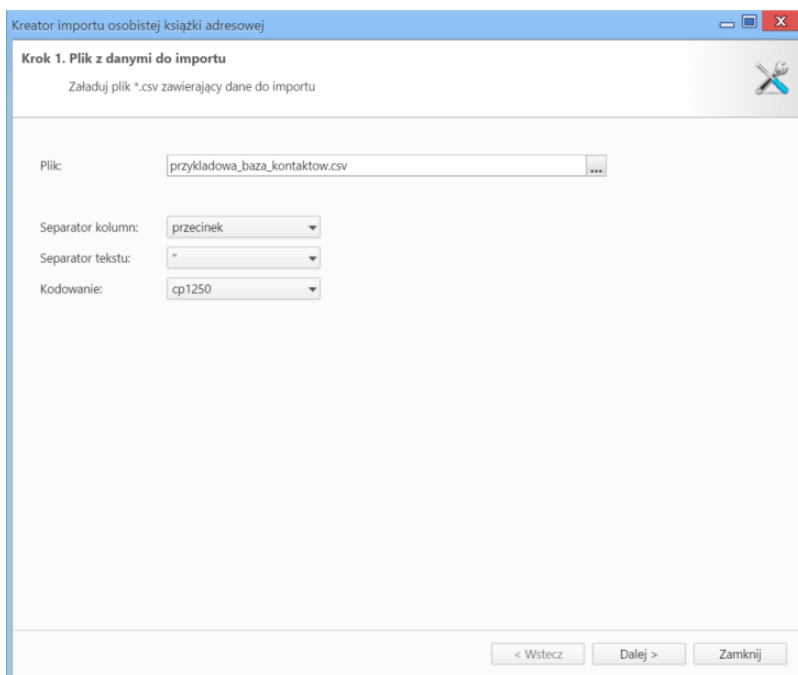 Kreator importu osobistej książki adresowej
Krok 1. Plik z danymi do importu
Załaduj plik *.csv zawierający dane do importu
Plik: przykladowa_baza_kontaktow.csv ...
Separator kolumn: przecinek
Separator tekstu: "
Kodowanie: cp1250
< Wstecz Dalej > Zamknij